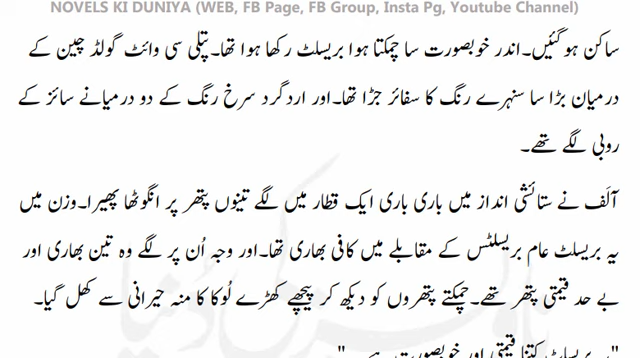 NOVELS KI DUNIYA (WEB, FB Page, FB Group, Insta Pg, Youtube Channel)
ساکن ہو گئیں۔اندر خوبصورت سا چمکتا ہوا بریسلٹ رکھا ہوا تھا۔پتلی سی وائٹ گولڈ چین کے
درمیان بڑا سا سنہرے رنگ کا سفائر جڑا تھا۔اور اردگرد سرخ رنگ کے دو درمیانے سائز کے
روبی لگے تھے۔
آلَف نے ستائشی انداز میں باری باری ایک قطار میں لگے تینوں پتھر پر انگوٹھا پھیرا۔وزن میں
یہ بریسلٹ عام بریسلٹس کے مقابلے میں کافی بھاری تھا۔اور وجہ اُن پر لگے وہ تین بھاری اور
بے حد قیمتی پتھر تھے۔چمکتے پتھروں کو دیکھ کر پیچھے کھڑے لُوکا کا منہ حیرانی سے کھل گیا۔